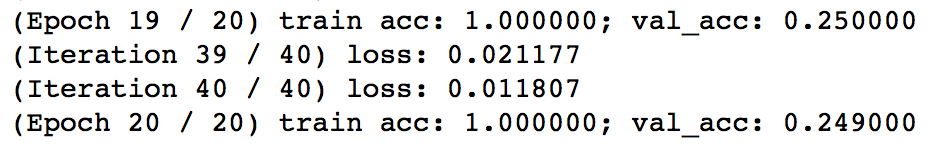 (Epoch 19 / 20) train acc: 1.000000; val_acc: 0.250000
(Iteration 39 / 40) loss: 0.021177
(Iteration 40 / 40) loss: 0.011807
(Epoch 20 / 20) train acc: 1.000000; val_acc: 0.249000